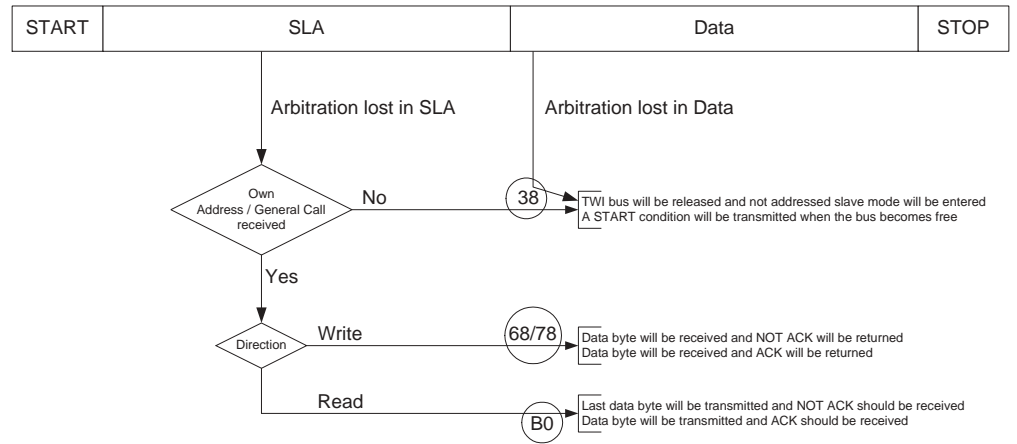 START SLA Data STOP
Arbitration lost in SLA Arbitration lost in Data
Own
Address / General Call
received
No
38
TWI bus will be released and not addressed slave mode will be entered
A START condition will be transmitted when the bus becomes free
Yes
Direction
Write
68/78
Data byte will be received and NOT ACK will be returned
Data byte will be received and ACK will be returned
Read
B0
Last data byte will be transmitted and NOT ACK should be received
Data byte will be transmitted and ACK should be received